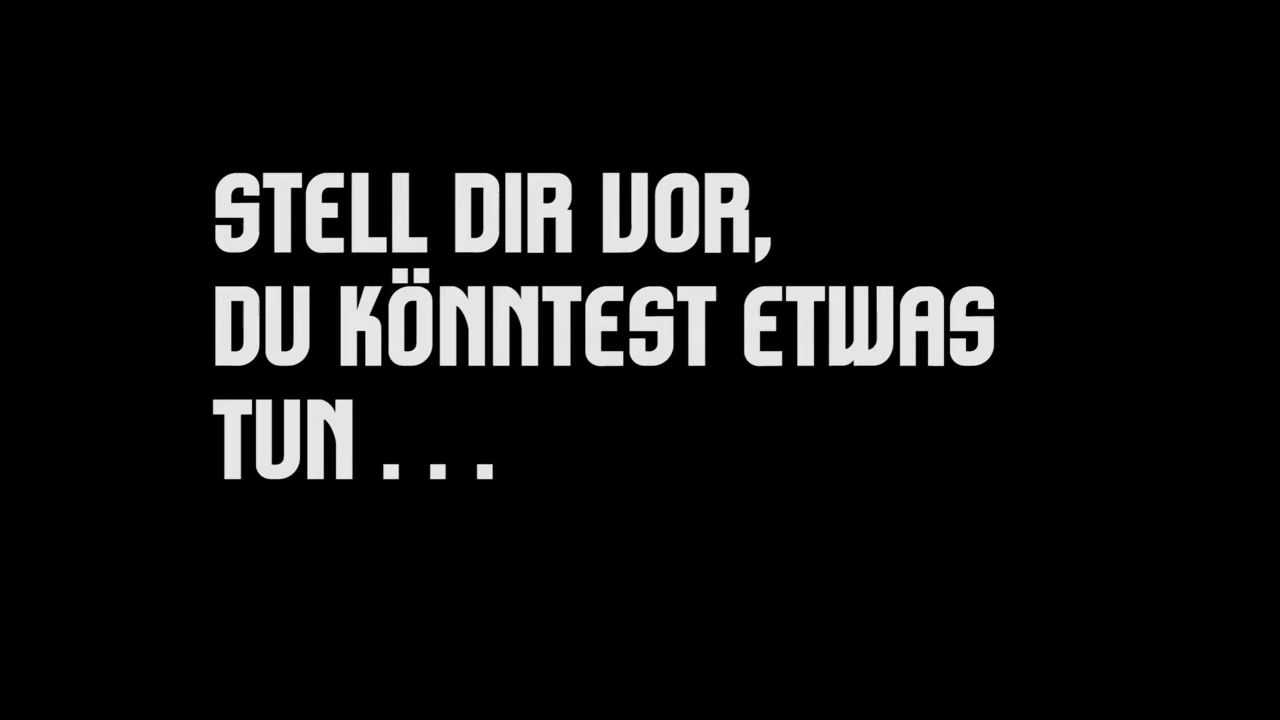 STELL DIR VOR,
DU KÖNNTEST ETWAS
TUN . . .